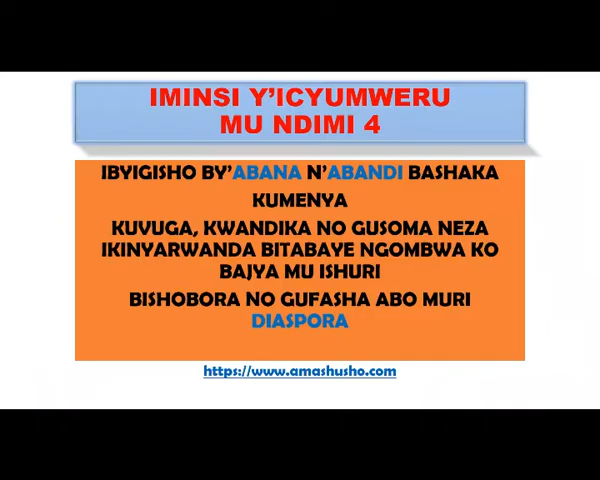 IMINSI Y’ICYUMWERU
MU NDIMI 4
IBYIGISHO BY’ABANA N’ABANDI BASHAKA
KUMENYA
KUVUGA, KWANDIKA NO GUSOMA NEZA
IKINYARWANDA BITABAYE NGOMBWA KO
BAJYA MU ISHURI
BISHOBORA NO GUFASHA ABO MURI
DIASPORA
https://www.amashusho.com